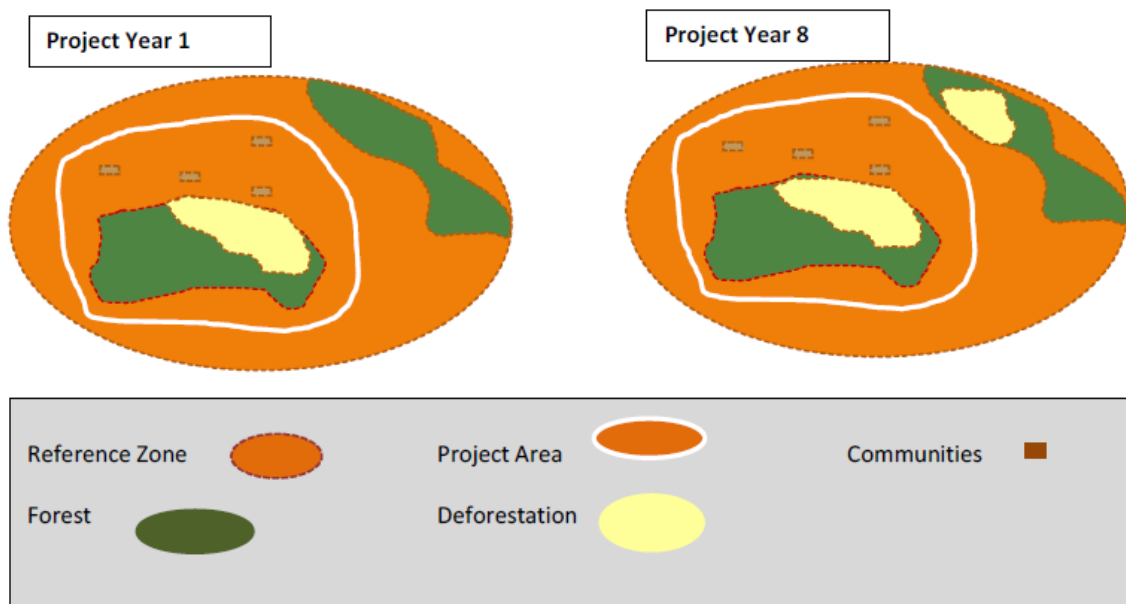 Project Year 1
Project Year 8
Reference Zone
Project Area
Communities
Forest
Deforestation